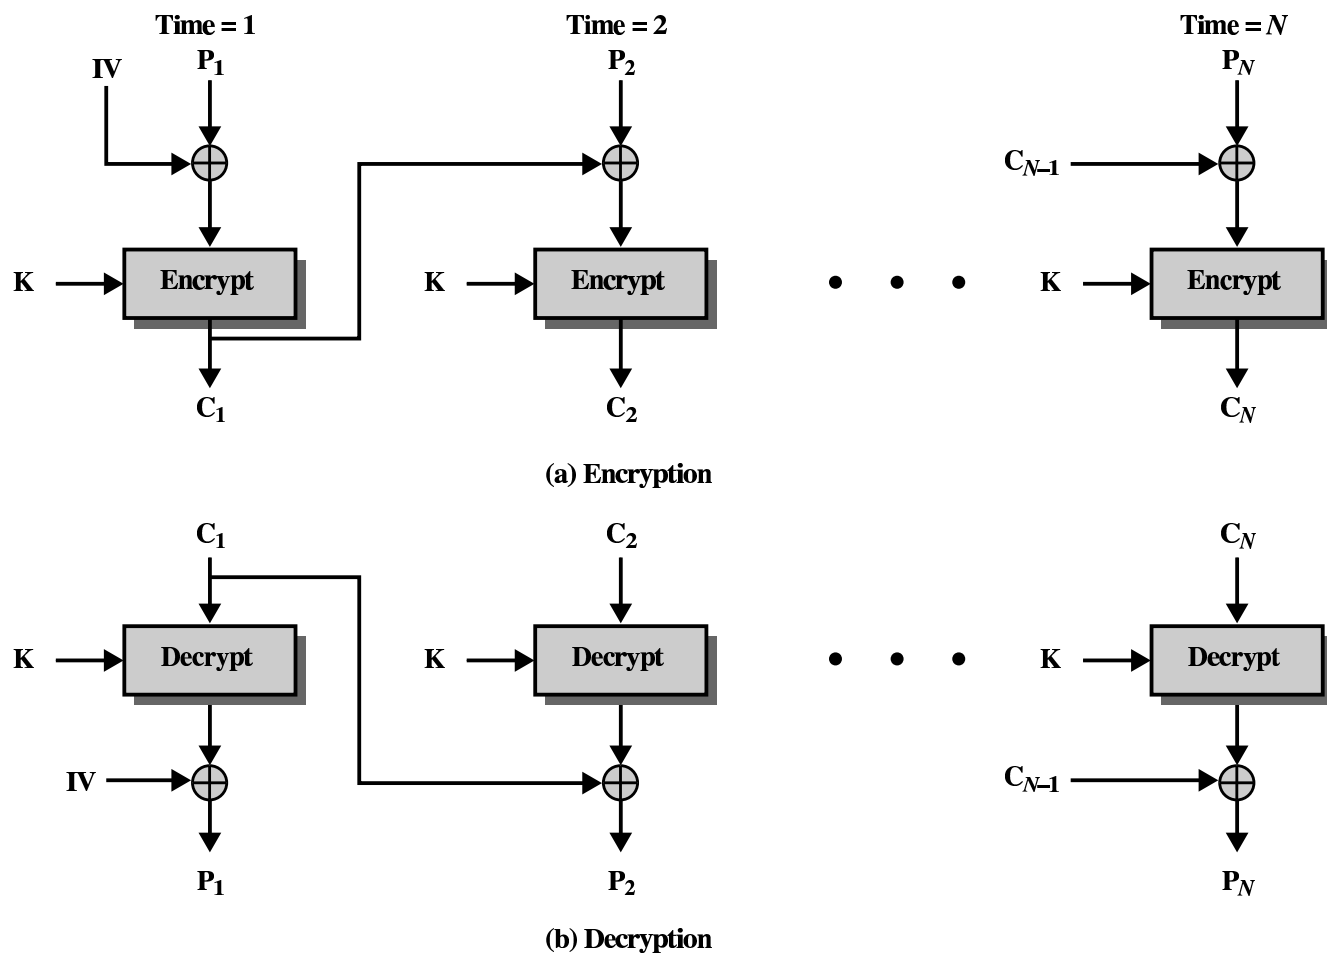 Time = 1 Time = 2 Time = N
IV P1 P2 PN
CN–1
K Encrypt K Encrypt K Encrypt
C1 C2 CN
(a) Encryption
C1 C2 CN
K Decrypt K Decrypt K Decrypt
IV CN–1
P1 P2 PN
(b) Decryption